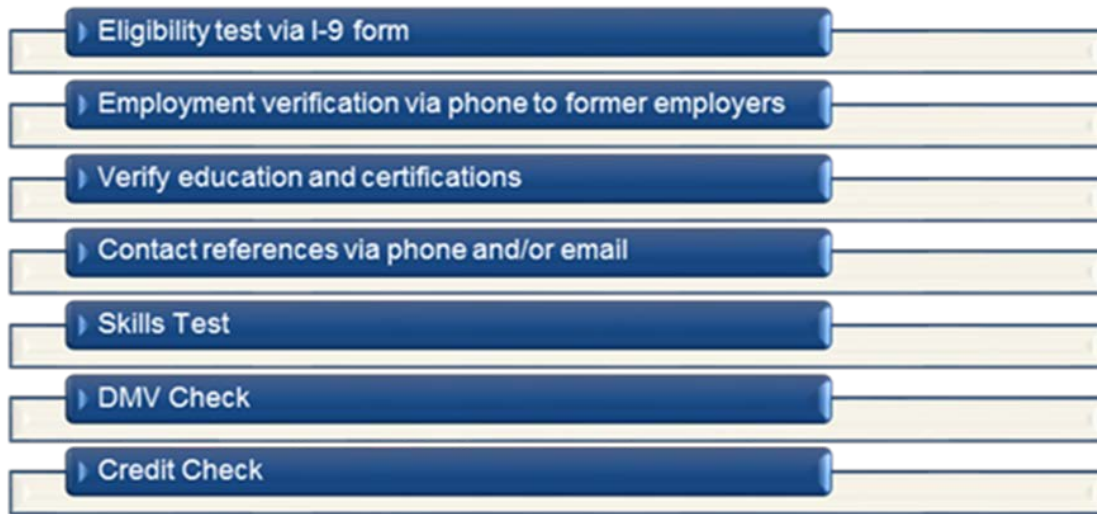 Eligibility test via I-9 form
Employment verification via phone to former employers
Verify education and certifications
Contact references via phone and/or email
Skills Test
DMV Check
Credit Check